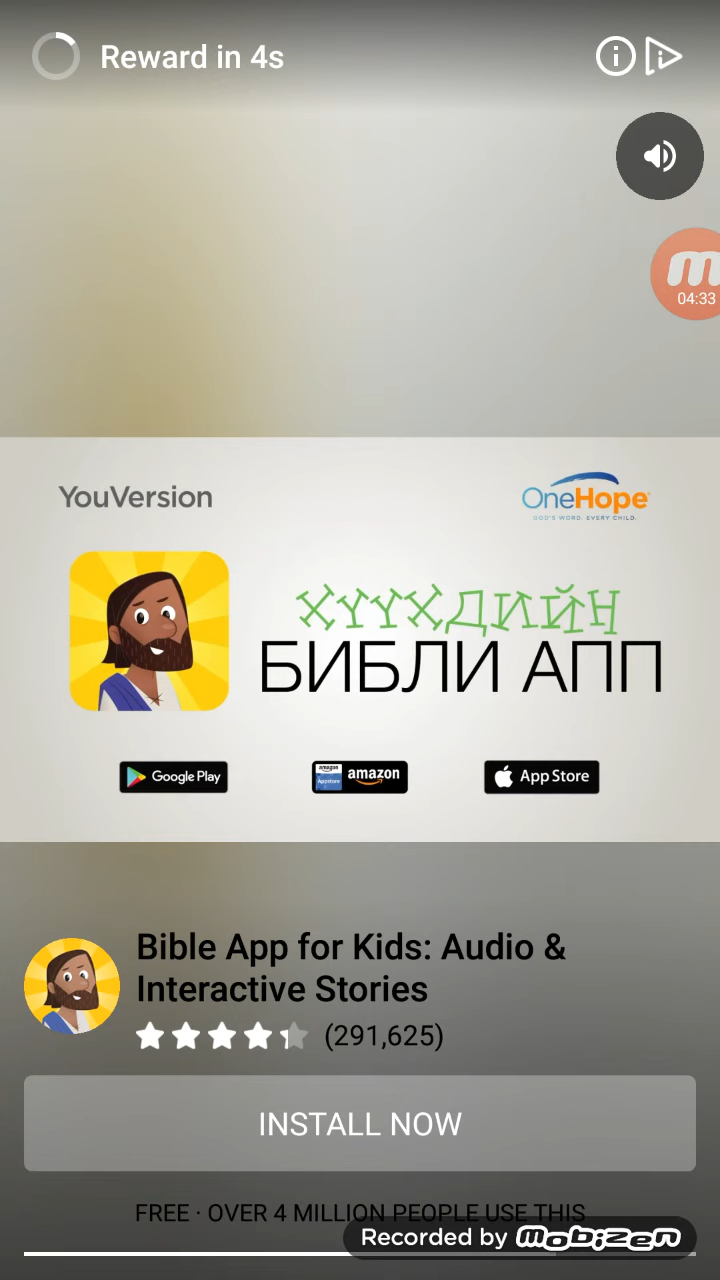 Reward in 4s
04:33
YouVersion
OneHope
GOD'S WORD. EVERY CHILD.
ХҮҮХДИЙН
БИБЛИ АПП
Google Play
amazon
Appstore
amazon
App Store
Bible App for Kids: Audio &
Interactive Stories
(291,625)
INSTALL NOW
FREE · OVER 4 MILLION PEOPLE USE THIS
Recorded by mobizen